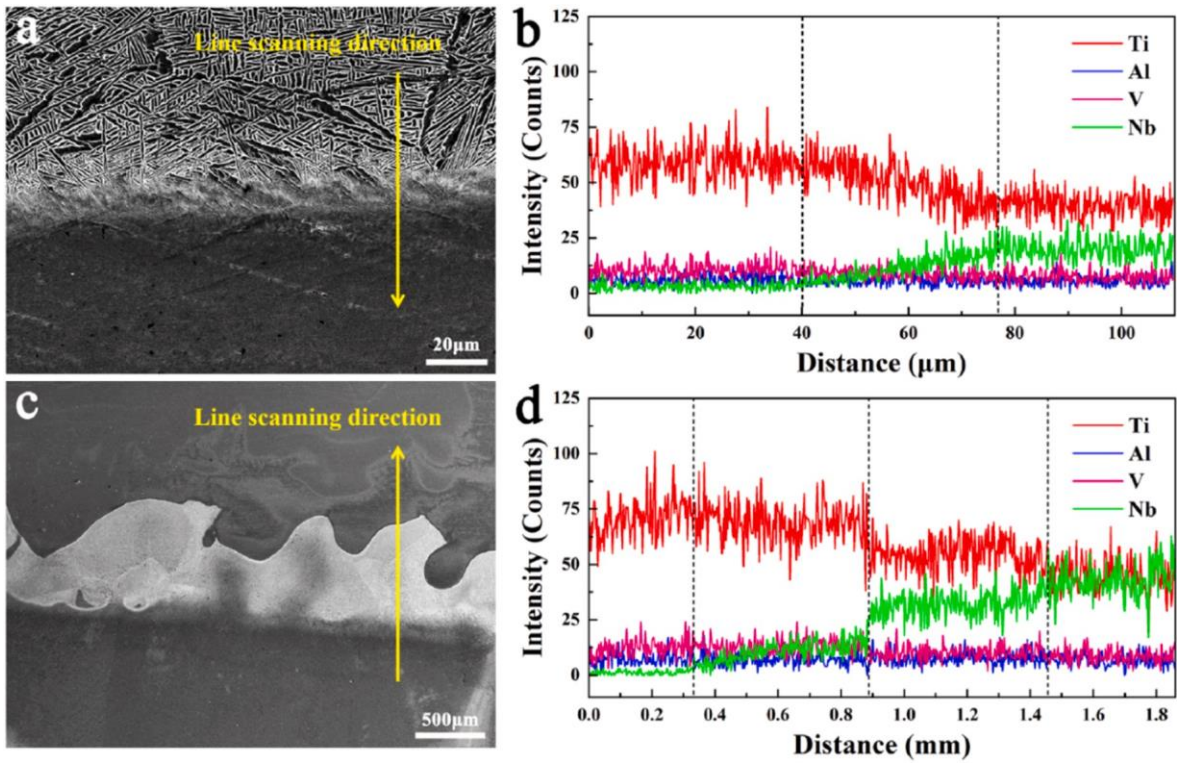 a
Line scanning direction
20μm
b
125
100
75
50
25
0
Intensity (Counts)
Ti
Al
V
Nb
0 20 40 60 80 100
Distance (μm)
c
Line scanning direction
500μm
d
125
100
75
50
25
0
Intensity (Counts)
Ti
Al
V
Nb
0.0 0.2 0.4 0.6 0.8 1.0 1.2 1.4 1.6 1.8
Distance (mm)